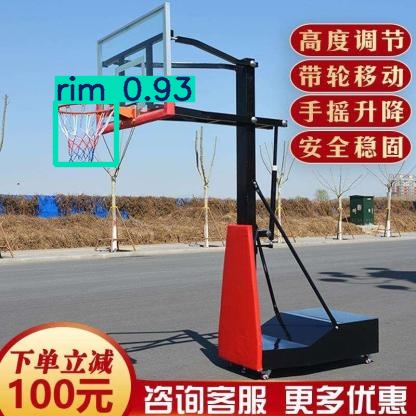 rim 0.93
高度调节
带轮移动
手摇升降
安全稳固
下单立减
100元
咨询客服 更多优惠